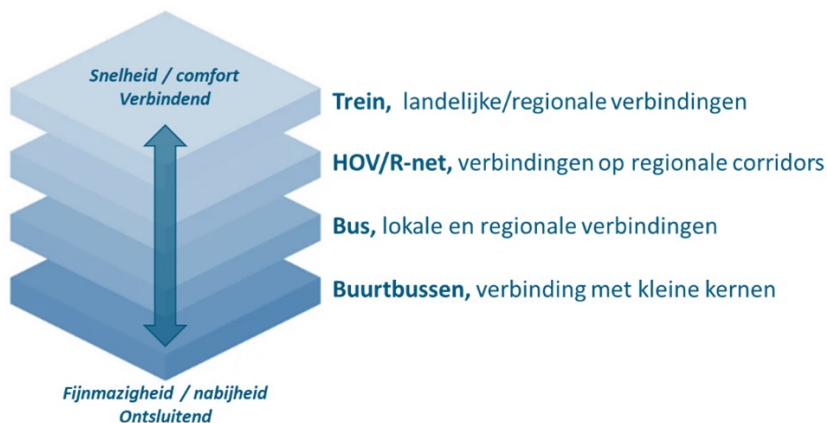 Snelheid / comfort
Verbindend
Trein, landelijke/regionale verbindingen
HOV/R-net, verbindingen op regionale corridors
Bus, lokale en regionale verbindingen
Buurtbussen, verbinding met kleine kernen
Fijnmazigheid / nabijheid
Ontsluitend